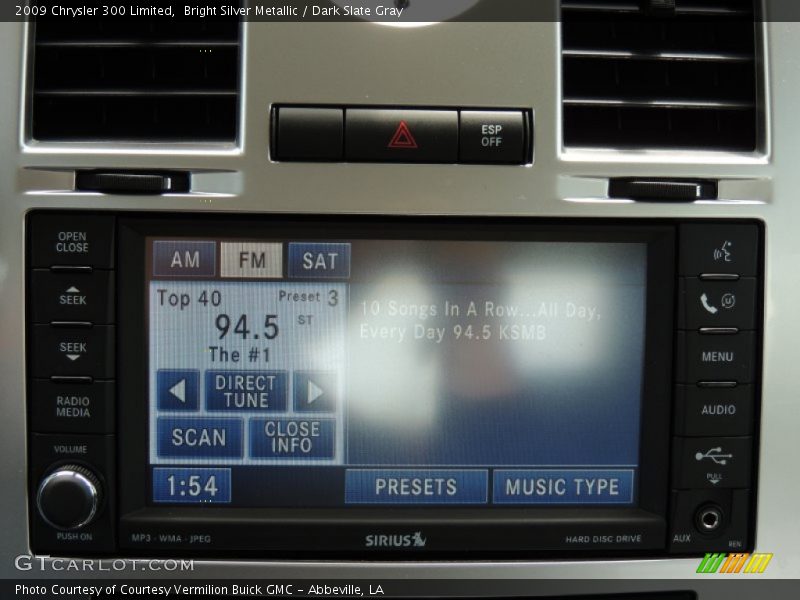 2009 Chrysler 300 Limited,  Bright Silver Metallic / Dark Slate Gray
ESP
OFF
OPEN
CLOSE
SEEK
SEEK
RADIO
MEDIA
VOLUME
PUSH ON
AM FM SAT
Top 40 Preset 3
94.5 ST
The #1
DIRECT
TUNE
SCAN
CLOSE
INFO
10 Songs In A Row...All Day,
Every Day 94.5 KSMB
1:54 PRESETS MUSIC TYPE
MP3 - WMA - JPEG SIRIUS HARD DISC DRIVE
MENU
AUDIO
PULL
AUX REN
GTCARLOT.COM
Photo Courtesy of Courtesy Vermilion Buick GMC - Abbeville, LA